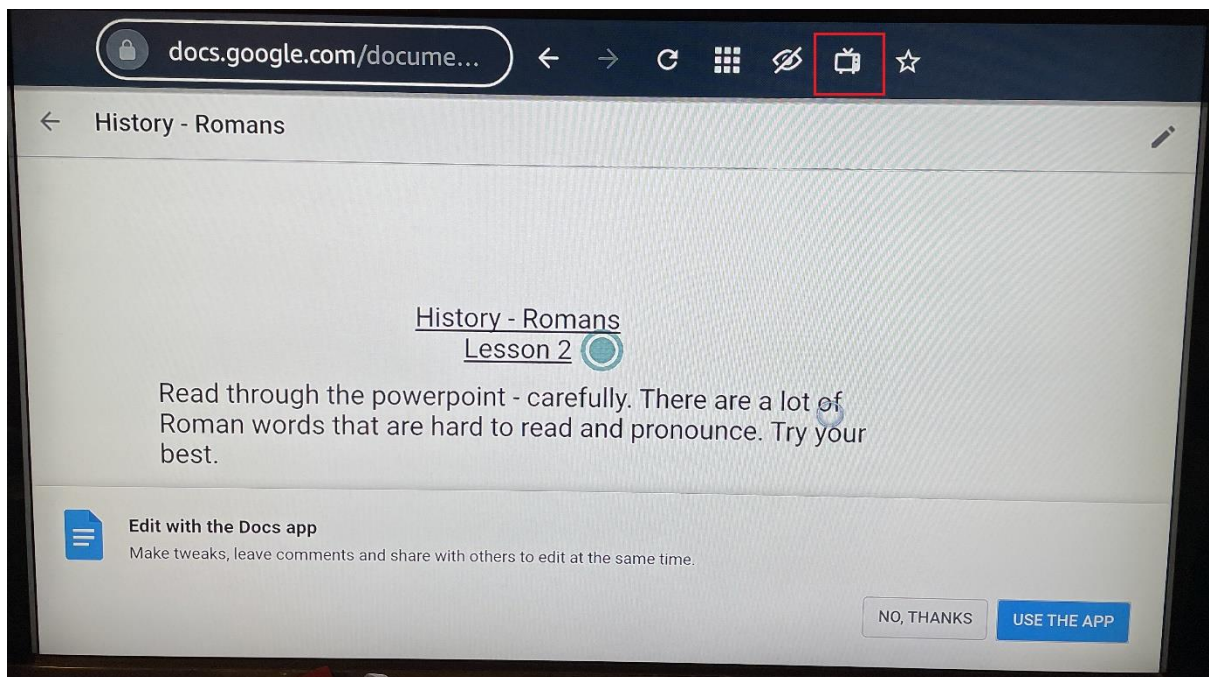 docs.google.com/docume...
History - Romans
History - Romans
Lesson 2
Read through the powerpoint - carefully. There are a lot of
Roman words that are hard to read and pronounce. Try your
best.
Edit with the Docs app
Make tweaks, leave comments and share with others to edit at the same time.
NO, THANKS
USE THE APP